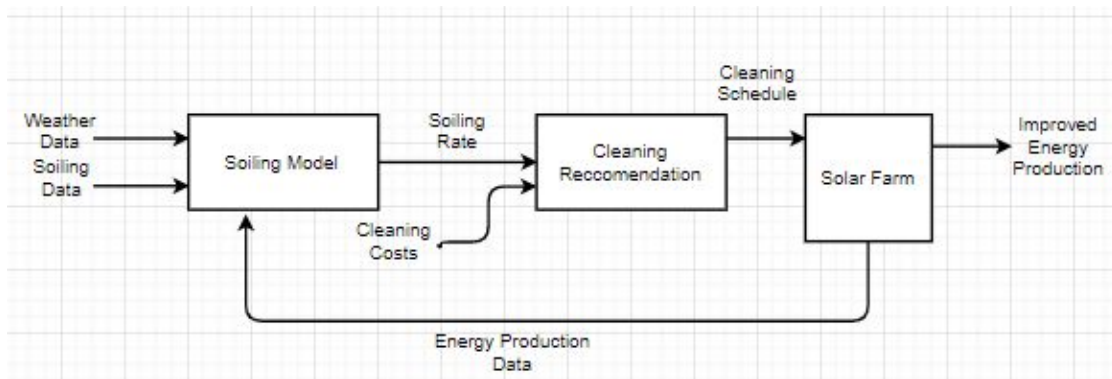 Weather
Data
Soiling
Data
Soiling Model
Soiling
Rate
Cleaning
Costs
Cleaning
Reccomendation
Cleaning
Schedule
Solar Farm
Improved
Energy
Production
Energy Production
Data